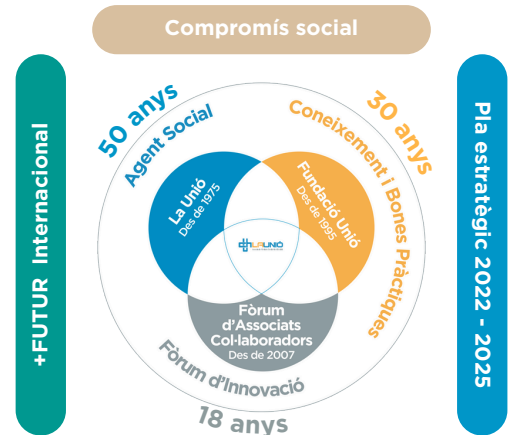 Compromís social
+FUTUR Internacional
50 anys
Agent Social
La Unió
Des de 1975
30 anys
Coneixement i Bones Pràctiques
Fundació Unió
Des de 1995
LAUNIÓ
Fòrum
d'Associats
Col·laboradors
Des de 2007
Fòrum d'Innovació
18 anys
Pla estratègic 2022 - 2025